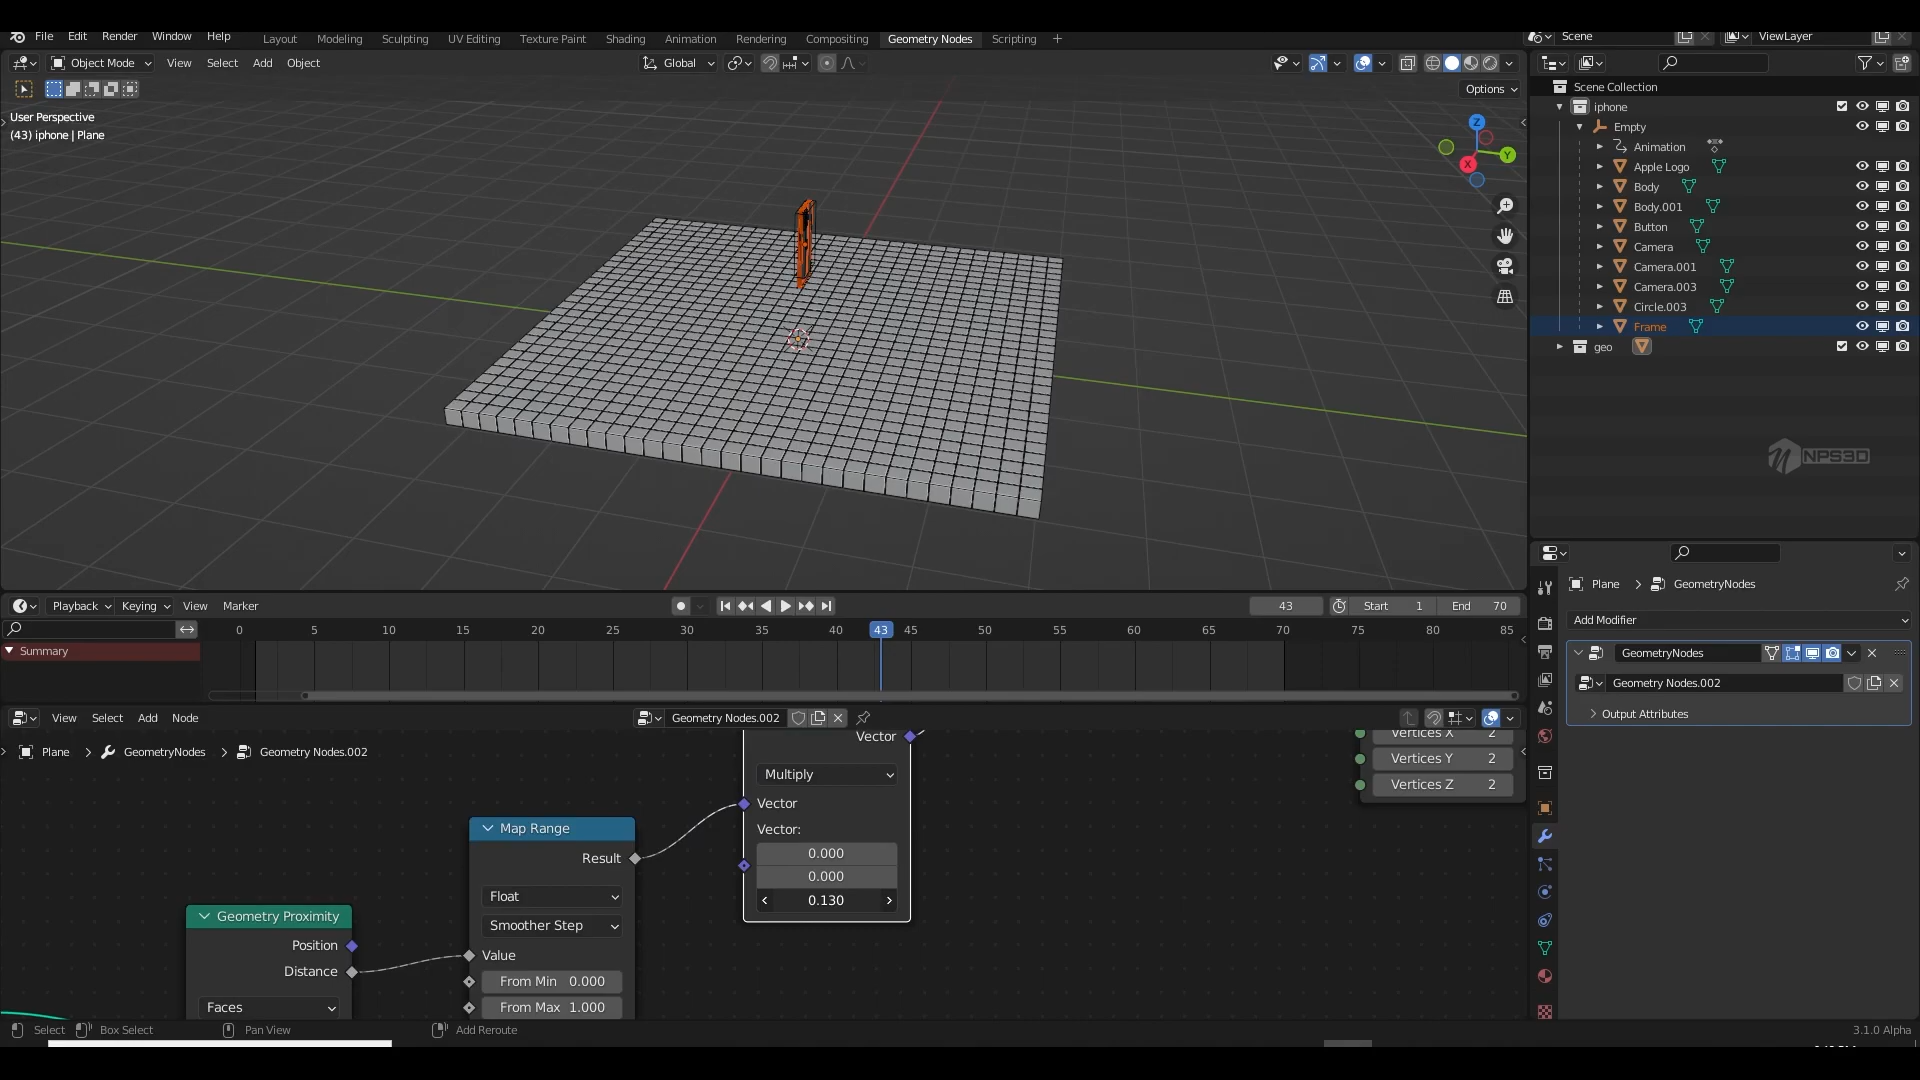 File Edit Render Window Help Layout Modeling Sculpting UV Editing Texture Paint Shading Animation Rendering Compositing Geometry Nodes Scripting + Scene ViewLayer
Object Mode View Select Add Object Global
Options
User Perspective
(43) iphone | Plane
Z
Y
X
Scene Collection
iphone
Empty
Animation
Apple Logo
Body
Body.001
Button
Camera
Camera.001
Camera.003
Circle.003
Frame
geo
NPS3D
Playback Keying View Marker 43 Start 1 End 70
0 5 10 15 20 25 30 35 40 43 45 50 55 60 65 70 75 80 85
Summary
View Select Add Node Geometry Nodes.002
Plane GeometryNodes Geometry Nodes.002
Vector
Multiply
Vector
Vector:
0.000
0.000
0.130
Map Range
Result
Float
Smoother Step
Value
From Min 0.000
From Max 1.000
Geometry Proximity
Position
Distance
Faces
Vertices X 2
Vertices Y 2
Vertices Z 2
Plane GeometryNodes
Add Modifier
GeometryNodes
Geometry Nodes.002
Output Attributes
Select Box Select Pan View Add Reroute 3.1.0 Alpha